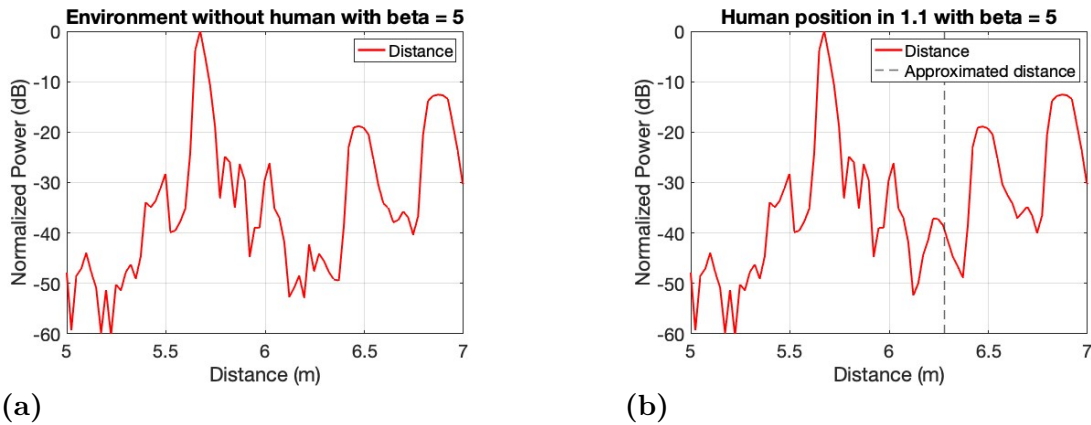 Environment without human with beta = 5
Normalized Power (dB)
0
-10
-20
-30
-40
-50
-60
5
5.5
6
6.5
7
Distance (m)
Distance
(a)
Human position in 1.1 with beta = 5
Normalized Power (dB)
0
-10
-20
-30
-40
-50
-60
5
5.5
6
6.5
7
Distance (m)
Distance
Approximated distance
(b)